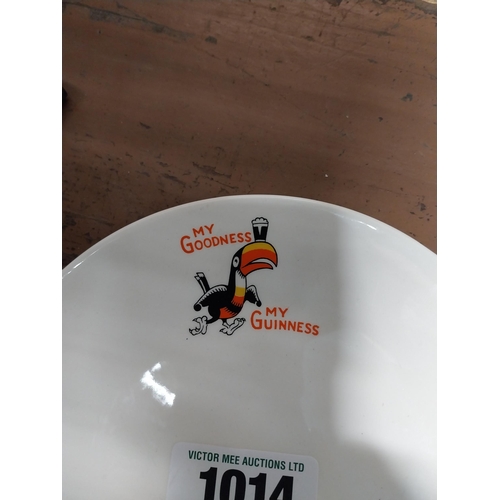 MY
GOODNESS
MY
GUINNESS
VICTOR MEE AUCTIONS LTD
1014